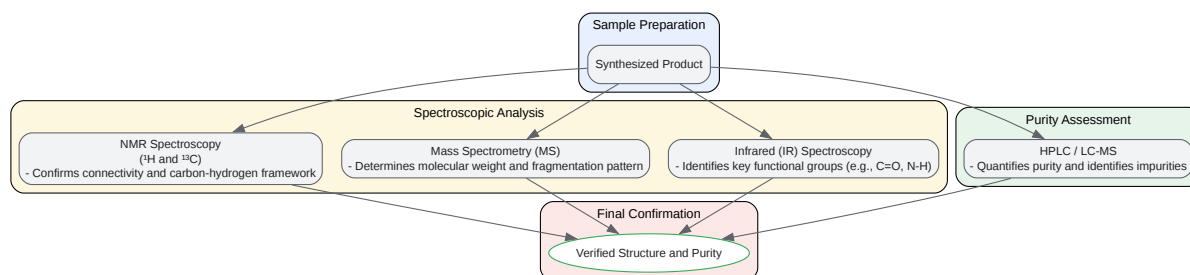 Sample Preparation
Synthesized Product
Spectroscopic Analysis
NMR Spectroscopy
(¹H and ¹³C)
- Confirms connectivity and carbon-hydrogen framework
Mass Spectrometry (MS)
- Determines molecular weight and fragmentation pattern
Infrared (IR) Spectroscopy
- Identifies key functional groups (e.g., C=O, N-H)
Purity Assessment
HPLC / LC-MS
- Quantifies purity and identifies impurities
Final Confirmation
Verified Structure and Purity